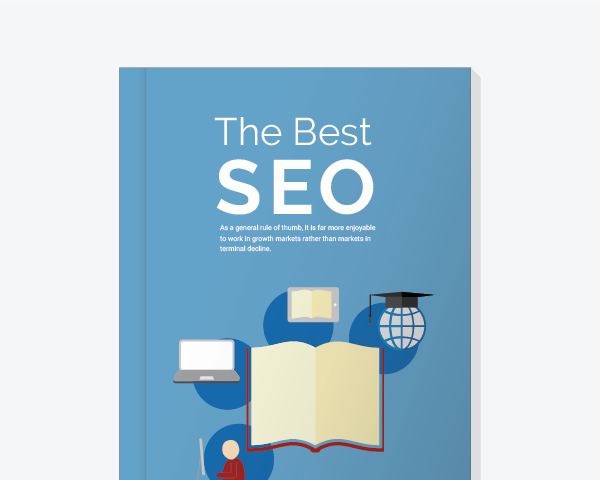 The Best
SEO
As a general rule of thumb, it is far more enjoyable
to work in growth markets rather than markets in
terminal decline.